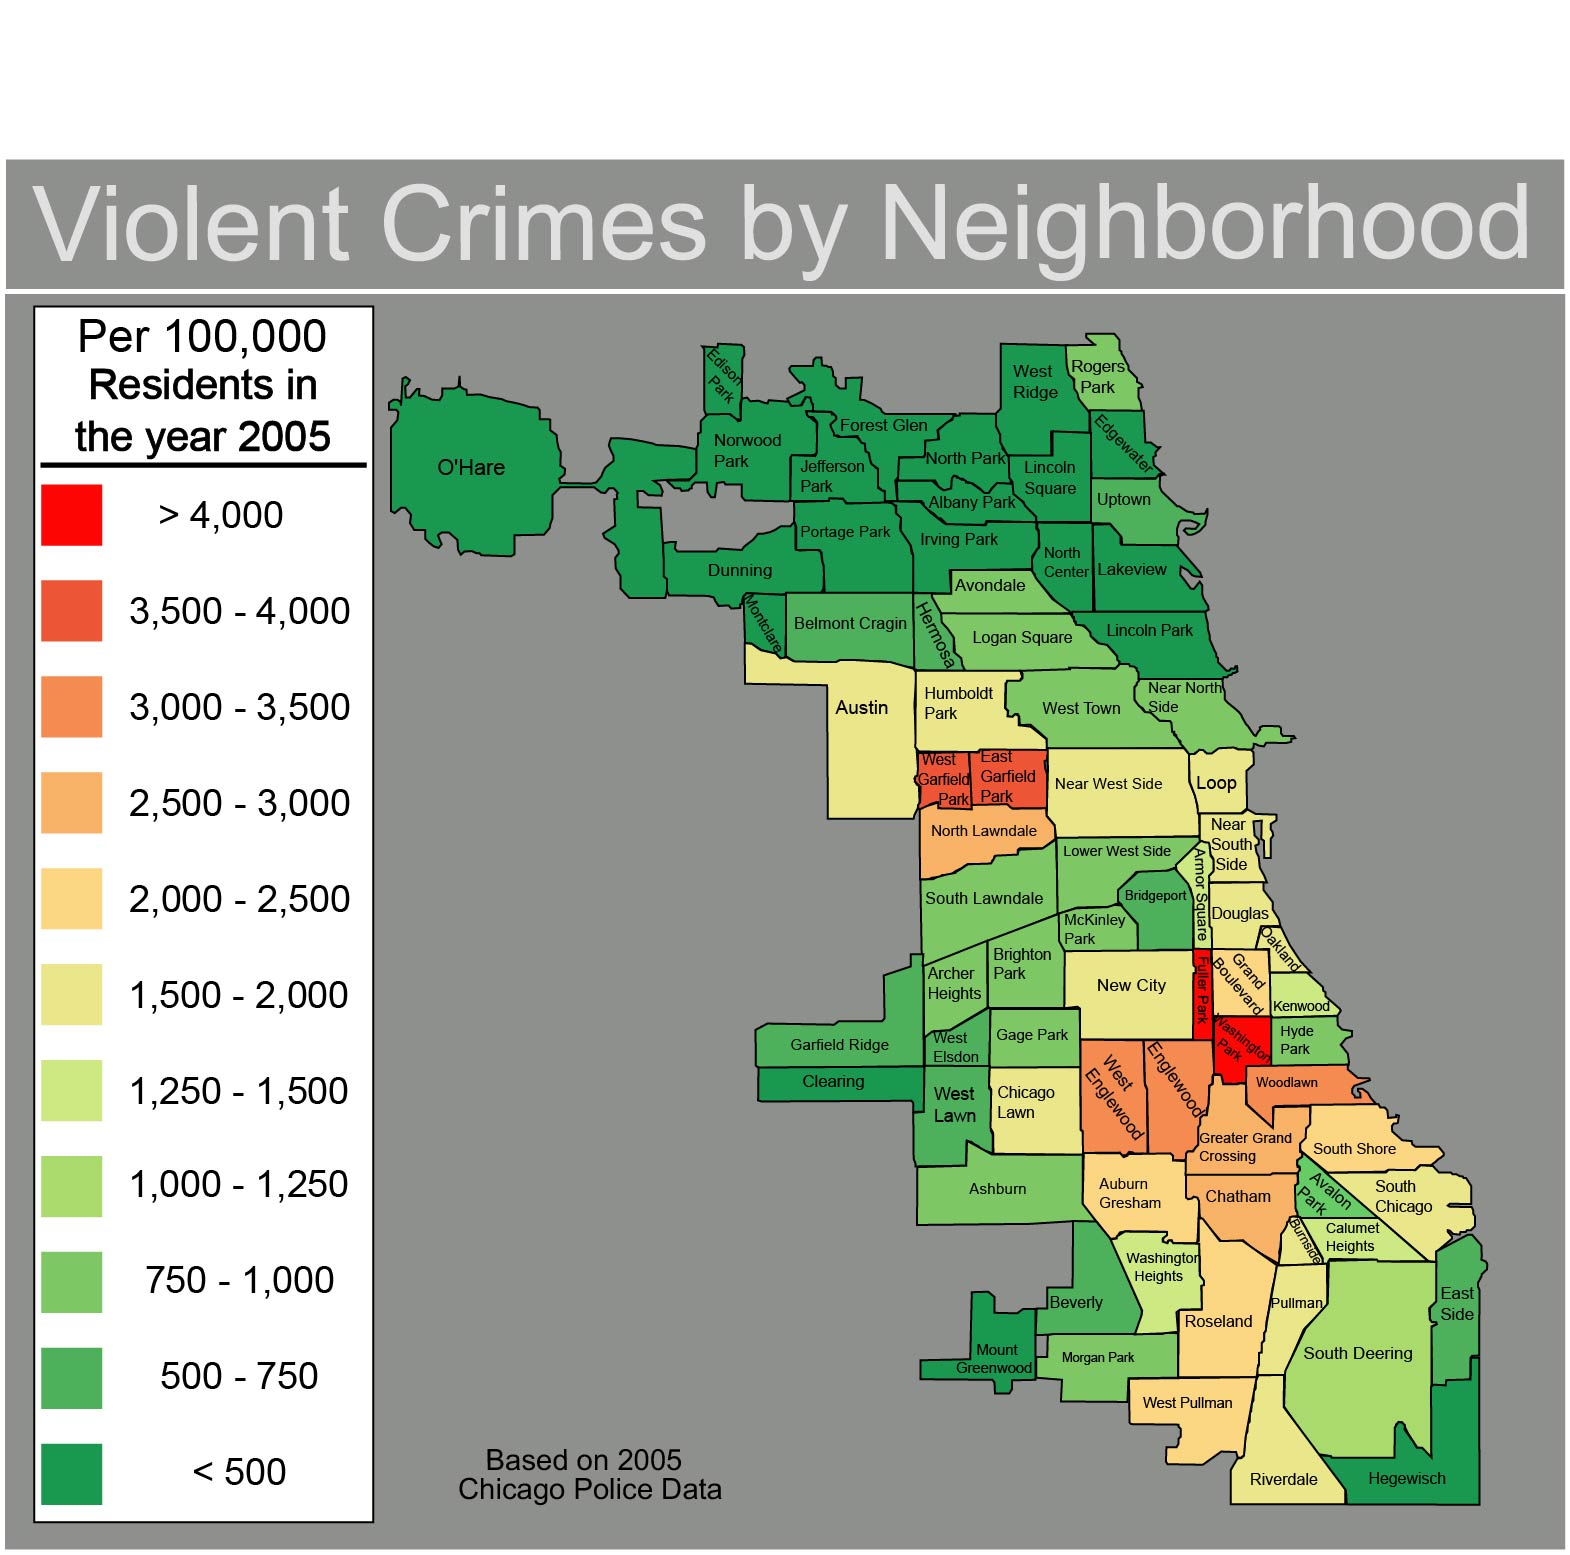 Violent Crimes by Neighborhood
Per 100,000
Residents in
the year 2005
> 4,000
3,500 - 4,000
3,000 - 3,500
2,500 - 3,000
2,000 - 2,500
1,500 - 2,000
1,250 - 1,500
1,000 - 1,250
750 - 1,000
500 - 750
< 500
Edison
Park
West
Ridge
Rogers
Park
O'Hare
Norwood
Park
Forest Glen
Jefferson
Park
North Park
Lincoln
Square
Edgewater
Albany Park
Uptown
Portage Park
Irving Park
North
Center
Lakeview
Dunning
Avondale
Montclare
Belmont Cragin
Hermosa
Logan Square
Lincoln Park
Austin
Humboldt
Park
West Town
Near North
Side
West
Garfield
Park
East
Garfield
Park
Near West Side
Loop
North Lawndale
Near
South
Side
Lower West Side
Armor Square
South Lawndale
Bridgeport
Douglas
McKinley
Park
Oakland
Brighton
Park
Archer
Heights
New City
Fuller Park
Grand
Boulevard
Kenwood
Garfield Ridge
West
Elsdon
Gage Park
Washington
Park
Hyde
Park
Clearing
West
Lawn
Chicago
Lawn
West
Englewood
Englewood
Woodlawn
Greater Grand
Crossing
South Shore
Ashburn
Auburn
Gresham
Chatham
Avalon
Park
South
Chicago
Burnside
Calumet
Heights
Washington
Heights
Beverly
Pullman
East
Side
Roseland
Mount
Greenwood
Morgan Park
South Deering
West Pullman
Riverdale
Hegewisch
Based on 2005
Chicago Police Data